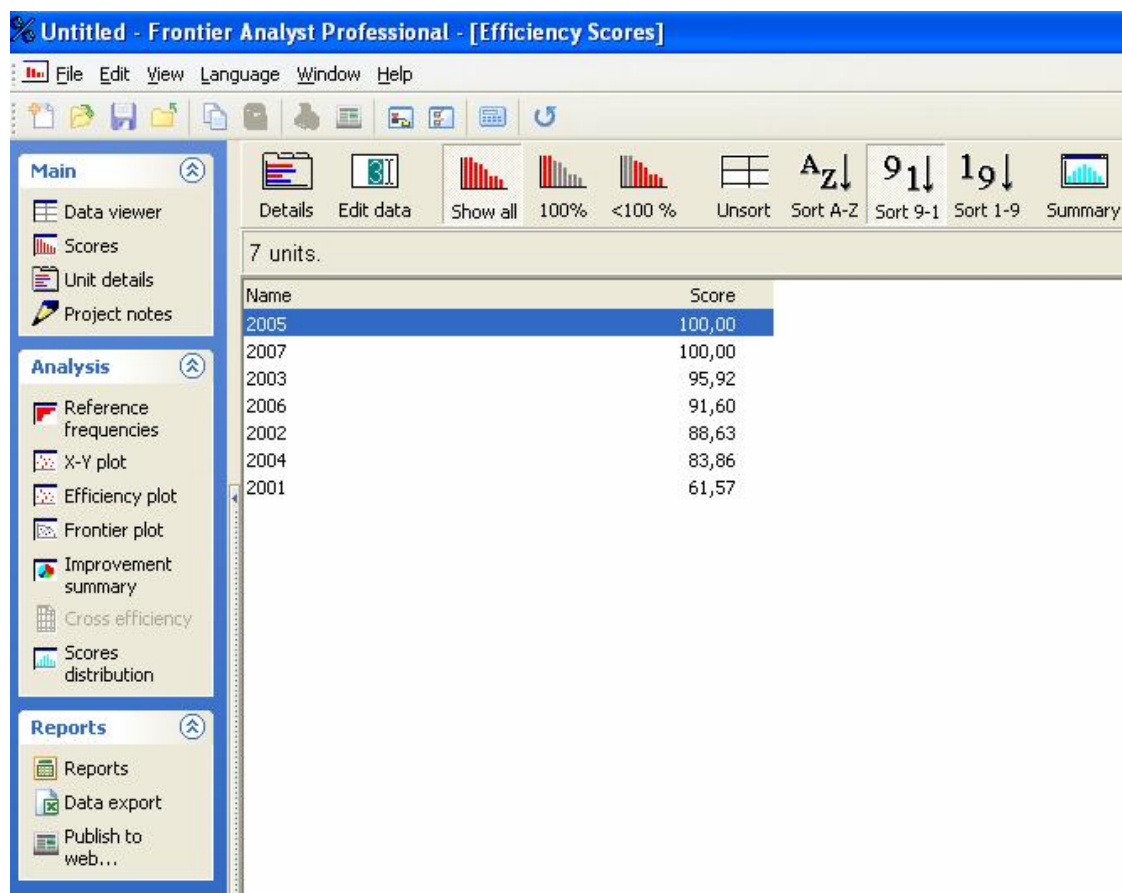 Untitled - Frontier Analyst Professional - [Efficiency Scores]
File Edit View Language Window Help
Main
Data viewer
Scores
Unit details
Project notes
Analysis
Reference
frequencies
X-Y plot
Efficiency plot
Frontier plot
Improvement
summary
Cross efficiency
Scores
distribution
Reports
Reports
Data export
Publish to
web...
Details Edit data Show all 100% <100 % Unsort Sort A-Z Sort 9-1 Sort 1-9 Summary
7 units.
Name Score
2005 100,00
2007 100,00
2003 95,92
2006 91,60
2002 88,63
2004 83,86
2001 61,57